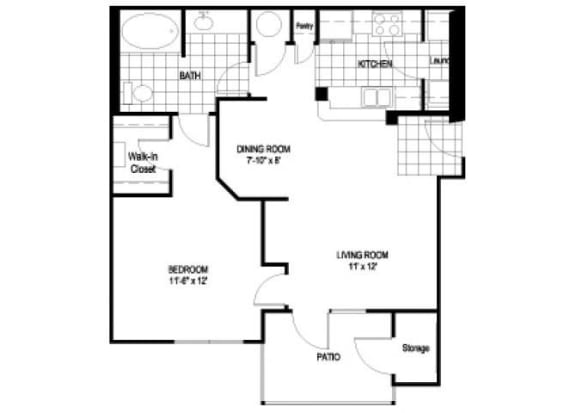 Pantry
KITCHEN
Laund
BATH
DINING ROOM
7'-10" x 8'
Walk-in
Closet
LIVING ROOM
11' x 12'
BEDROOM
11'-6" x 12'
PATIO
Storage